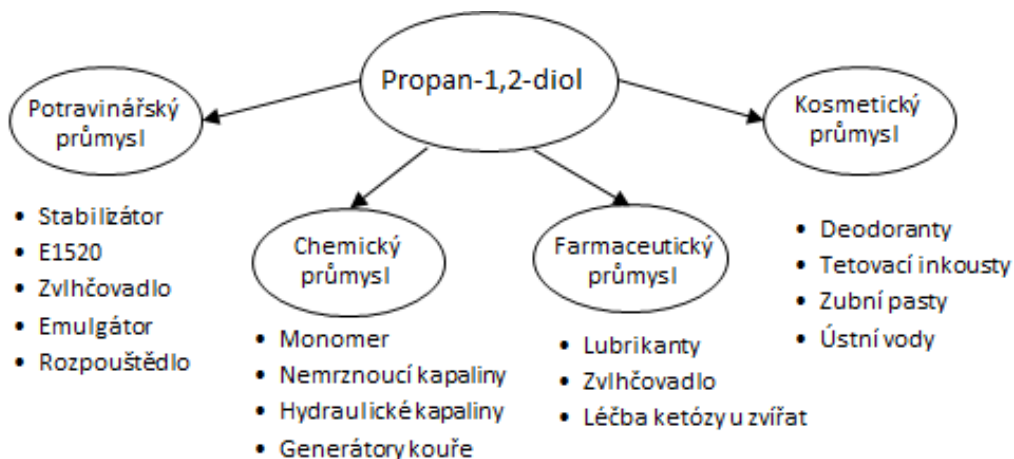 Propan-1,2-diol
Potravinářský
průmysl
• Stabilizátor
• E1520
• Zvlhčovadlo
• Emulgátor
• Rozpouštědlo
Chemický
průmysl
• Monomer
• Nemrznoucí kapaliny
• Hydraulické kapaliny
• Generátory kouře
Farmaceutický
průmysl
• Lubrikanty
• Zvlhčovadlo
• Léčba ketózy u zvířat
Kosmetický
průmysl
• Deodoranty
• Tetovací inkousty
• Zubní pasty
• Ústní vody